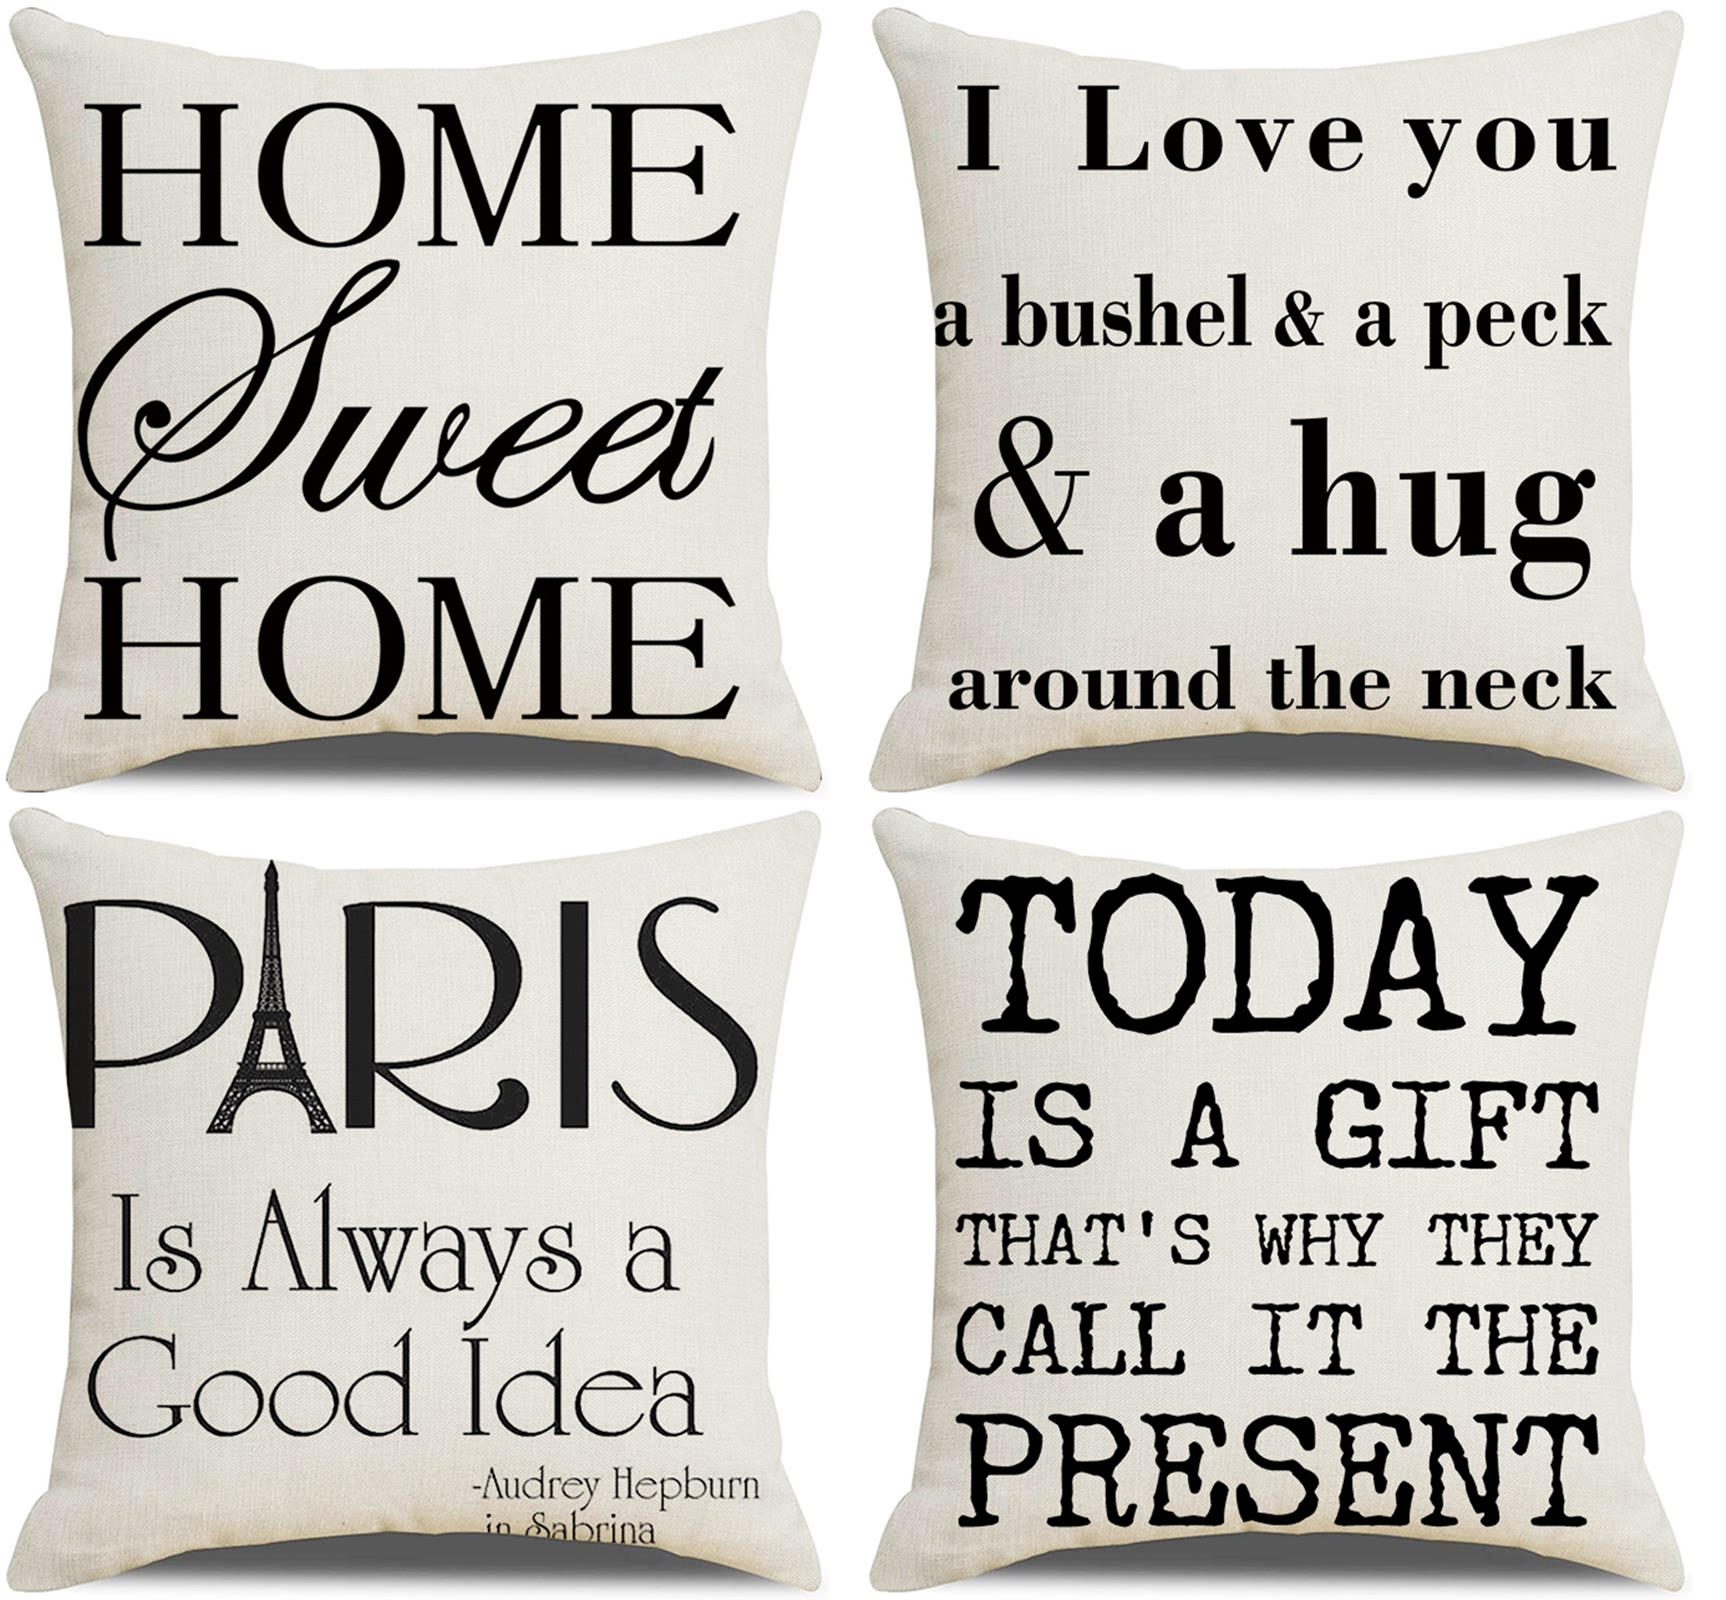 HOME
Sweet
HOME
I Love you
a bushel & a peck
& a hug
around the neck
PARIS
Is Always a
Good Idea
-Audrey Hepburn
in Sabrina
TODAY
IS A GIFT
THAT'S WHY THEY
CALL IT THE
PRESENT